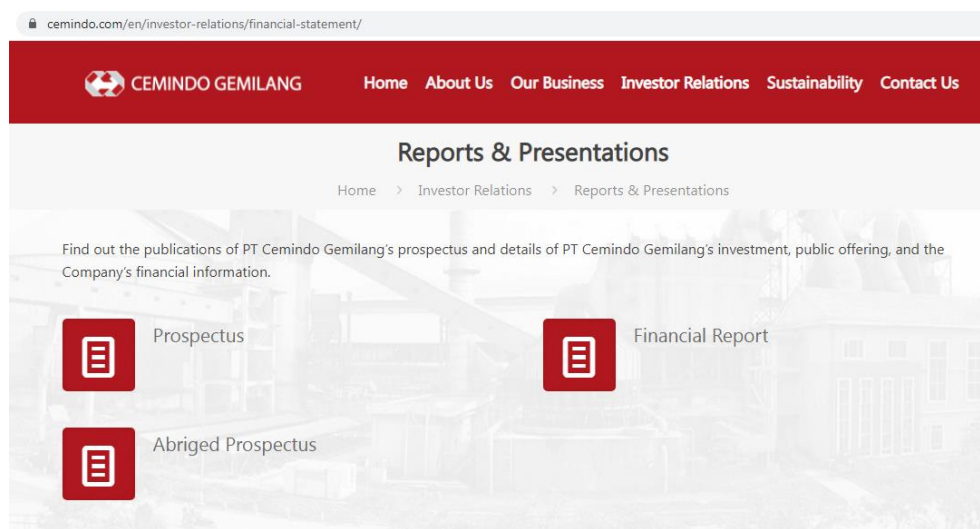 cemindo.com/en/investor-relations/financial-statement/
CEMINDO GEMILANG Home About Us Our Business Investor Relations Sustainability Contact Us
Reports & Presentations
Home > Investor Relations > Reports & Presentations
Find out the publications of PT Cemindo Gemilang's prospectus and details of PT Cemindo Gemilang's investment, public offering, and the
Company's financial information.
Prospectus
Financial Report
Abriged Prospectus